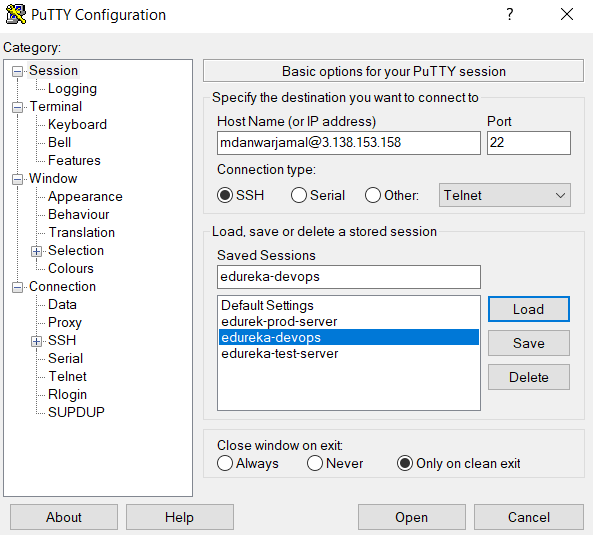 PuTTY Configuration
?
Category:
Session
Logging
Terminal
Keyboard
Bell
Features
Window
Appearance
Behaviour
Translation
Selection
Colours
Connection
Data
Proxy
SSH
Serial
Telnet
Rlogin
SUPDUP
Basic options for your PuTTY session
Specify the destination you want to connect to
Host Name (or IP address) Port
mdanwarjamal@3.138.153.158 22
Connection type:
SSH Serial Other: Telnet
Load, save or delete a stored session
Saved Sessions
edureka-devops
Default Settings
edurek-prod-server
edureka-devops
edureka-test-server
Load
Save
Delete
Close window on exit:
Always Never Only on clean exit
About Help Open Cancel